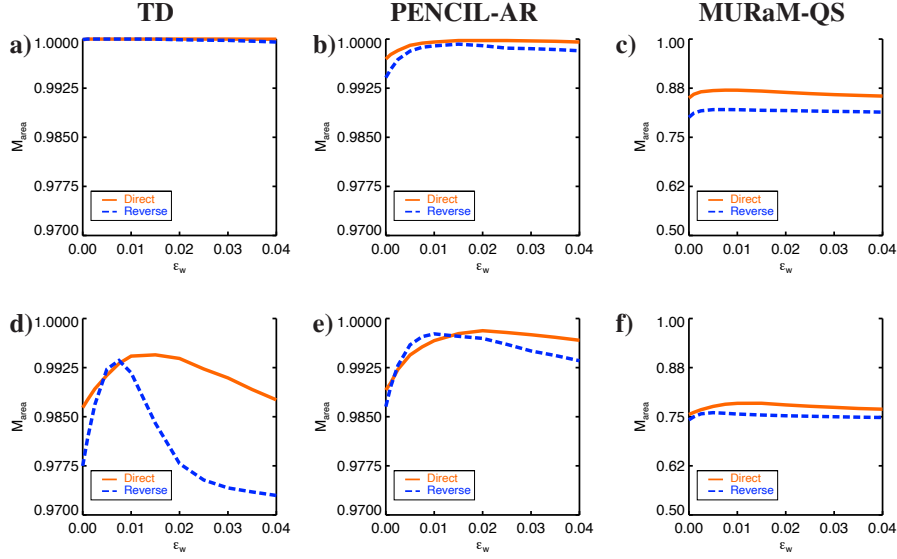 TD PENCIL-AR MURaM-QS
a) b) c)
1.0000 1.0000 1.00
0.9925 0.9925 0.88
0.9850 0.9850 0.75
0.9775 0.9775 0.62
0.9700 0.9700 0.50
M_area M_area M_area
Direct Direct Direct
Reverse Reverse Reverse
0.00 0.01 0.02 0.03 0.04 0.00 0.01 0.02 0.03 0.04 0.00 0.01 0.02 0.03 0.04
ε_w ε_w ε_w
d) e) f)
1.0000 1.0000 1.00
0.9925 0.9925 0.88
0.9850 0.9850 0.75
0.9775 0.9775 0.62
0.9700 0.9700 0.50
M_area M_area M_area
Direct Direct Direct
Reverse Reverse Reverse
0.00 0.01 0.02 0.03 0.04 0.00 0.01 0.02 0.03 0.04 0.00 0.01 0.02 0.03 0.04
ε_w ε_w ε_w